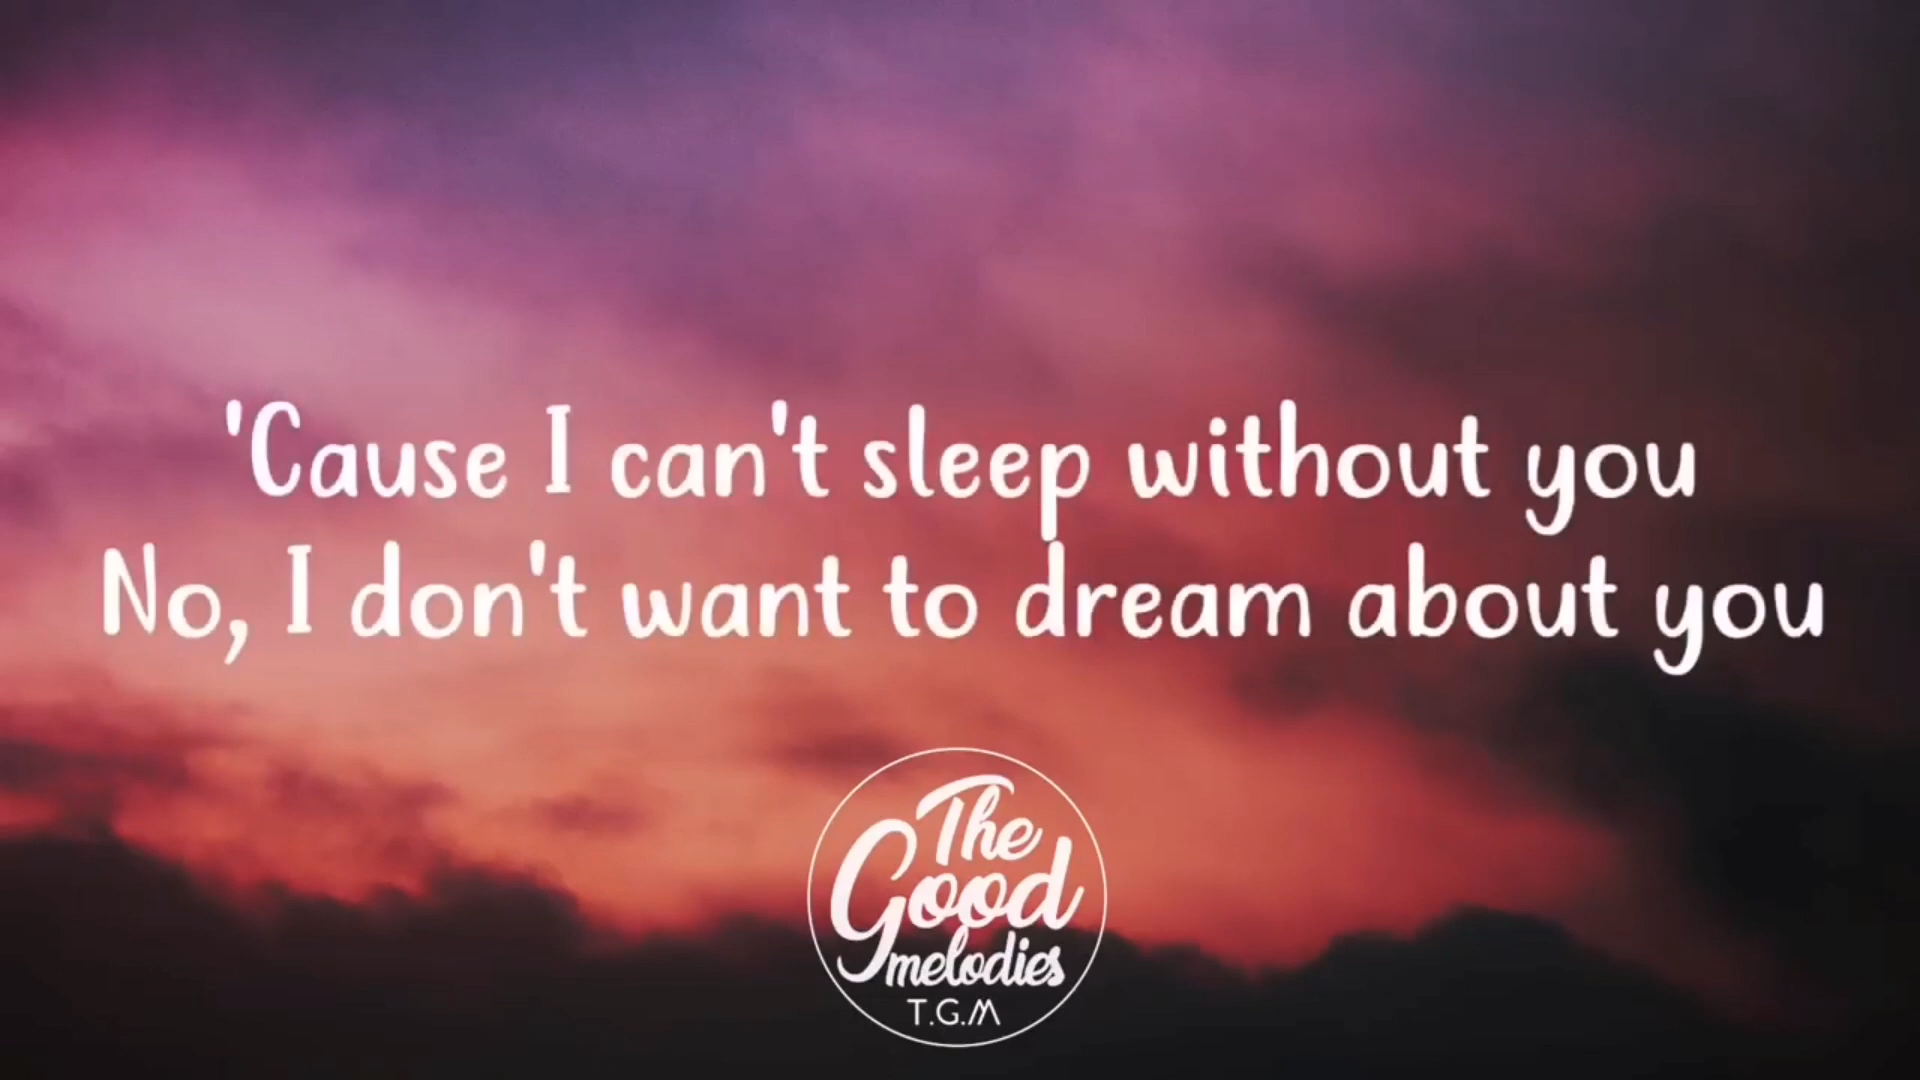 'Cause I can't sleep without you
No, I don't want to dream about you
The
Good
melodies
T.G.M